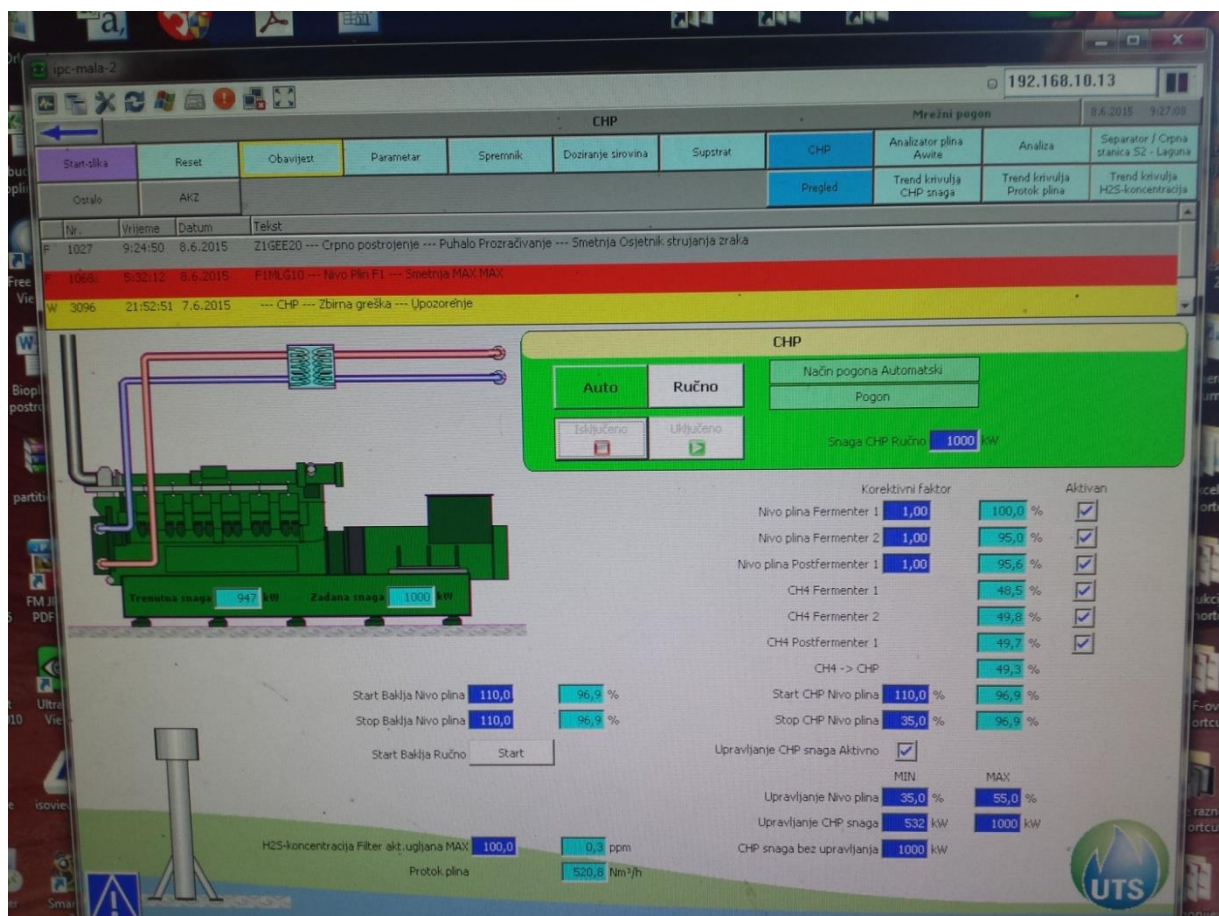 ipc-mala-2
192.168.10.13
CHP
Mrežni pogon
8.6.2015 9:27:08
Start-slika Reset Obavijest Parametar Spremnik Doziranje sirovina Supstrat CHP Analizator plina Awite Analiza Separator / Crpna stanica S2 - Laguna
Ostalo AKZ Pregled Trend krivulja CHP snaga Trend krivulja Protok plina Trend krivulja H2S-koncentracija
Nr. Vrijeme Datum Tekst
F 1027 9:24:50 8.6.2015 Z1GEE20 --- Crpno postrojenje --- Puhalo Prozračivanje --- Smetnja Osjetnik strujanja zraka
F 1068 5:32:12 8.6.2015 F1MLG10 --- Nivo Plin F1 --- Smetnja MAX MAX
W 3096 21:52:51 7.6.2015 --- CHP --- Zbirna greška --- Upozorenje
CHP
Auto Ručno
Način pogona Automatski
Pogon
Isključeno Uključeno
Snaga CHP Ručno 1000 kW
Trenutna snaga 947 kW Zadana snaga 1000 kW
Korektivni faktor Aktivan
Nivo plina Fermenter 1 1,00 100,0 %
Nivo plina Fermenter 2 1,00 95,0 %
Nivo plina Postfermenter 1 1,00 95,6 %
CH4 Fermenter 1 48,5 %
CH4 Fermenter 2 49,8 %
CH4 Postfermenter 1 49,7 %
CH4 -> CHP 49,3 %
Start Baklja Nivo plina 110,0 96,9 %
Stop Baklja Nivo plina 110,0 96,9 %
Start Baklja Ručno Start
Start CHP Nivo plina 110,0 % 96,9 %
Stop CHP Nivo plina 35,0 % 96,9 %
Upravljanje CHP snaga Aktivno
MIN MAX
Upravljanje Nivo plina 35,0 % 55,0 %
Upravljanje CHP snaga 532 kW 1000 kW
CHP snaga bez upravljanja 1000 kW
H2S-koncentracija Filter akt.ugljana MAX 100,0 0,3 ppm
Protok plina 520,8 Nm³/h
UTS